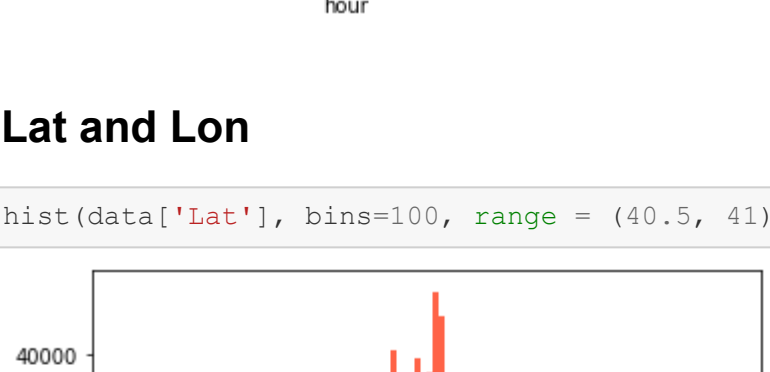 hour
Lat and Lon
hist(data['Lat'], bins=100, range = (40.5, 41)
40000